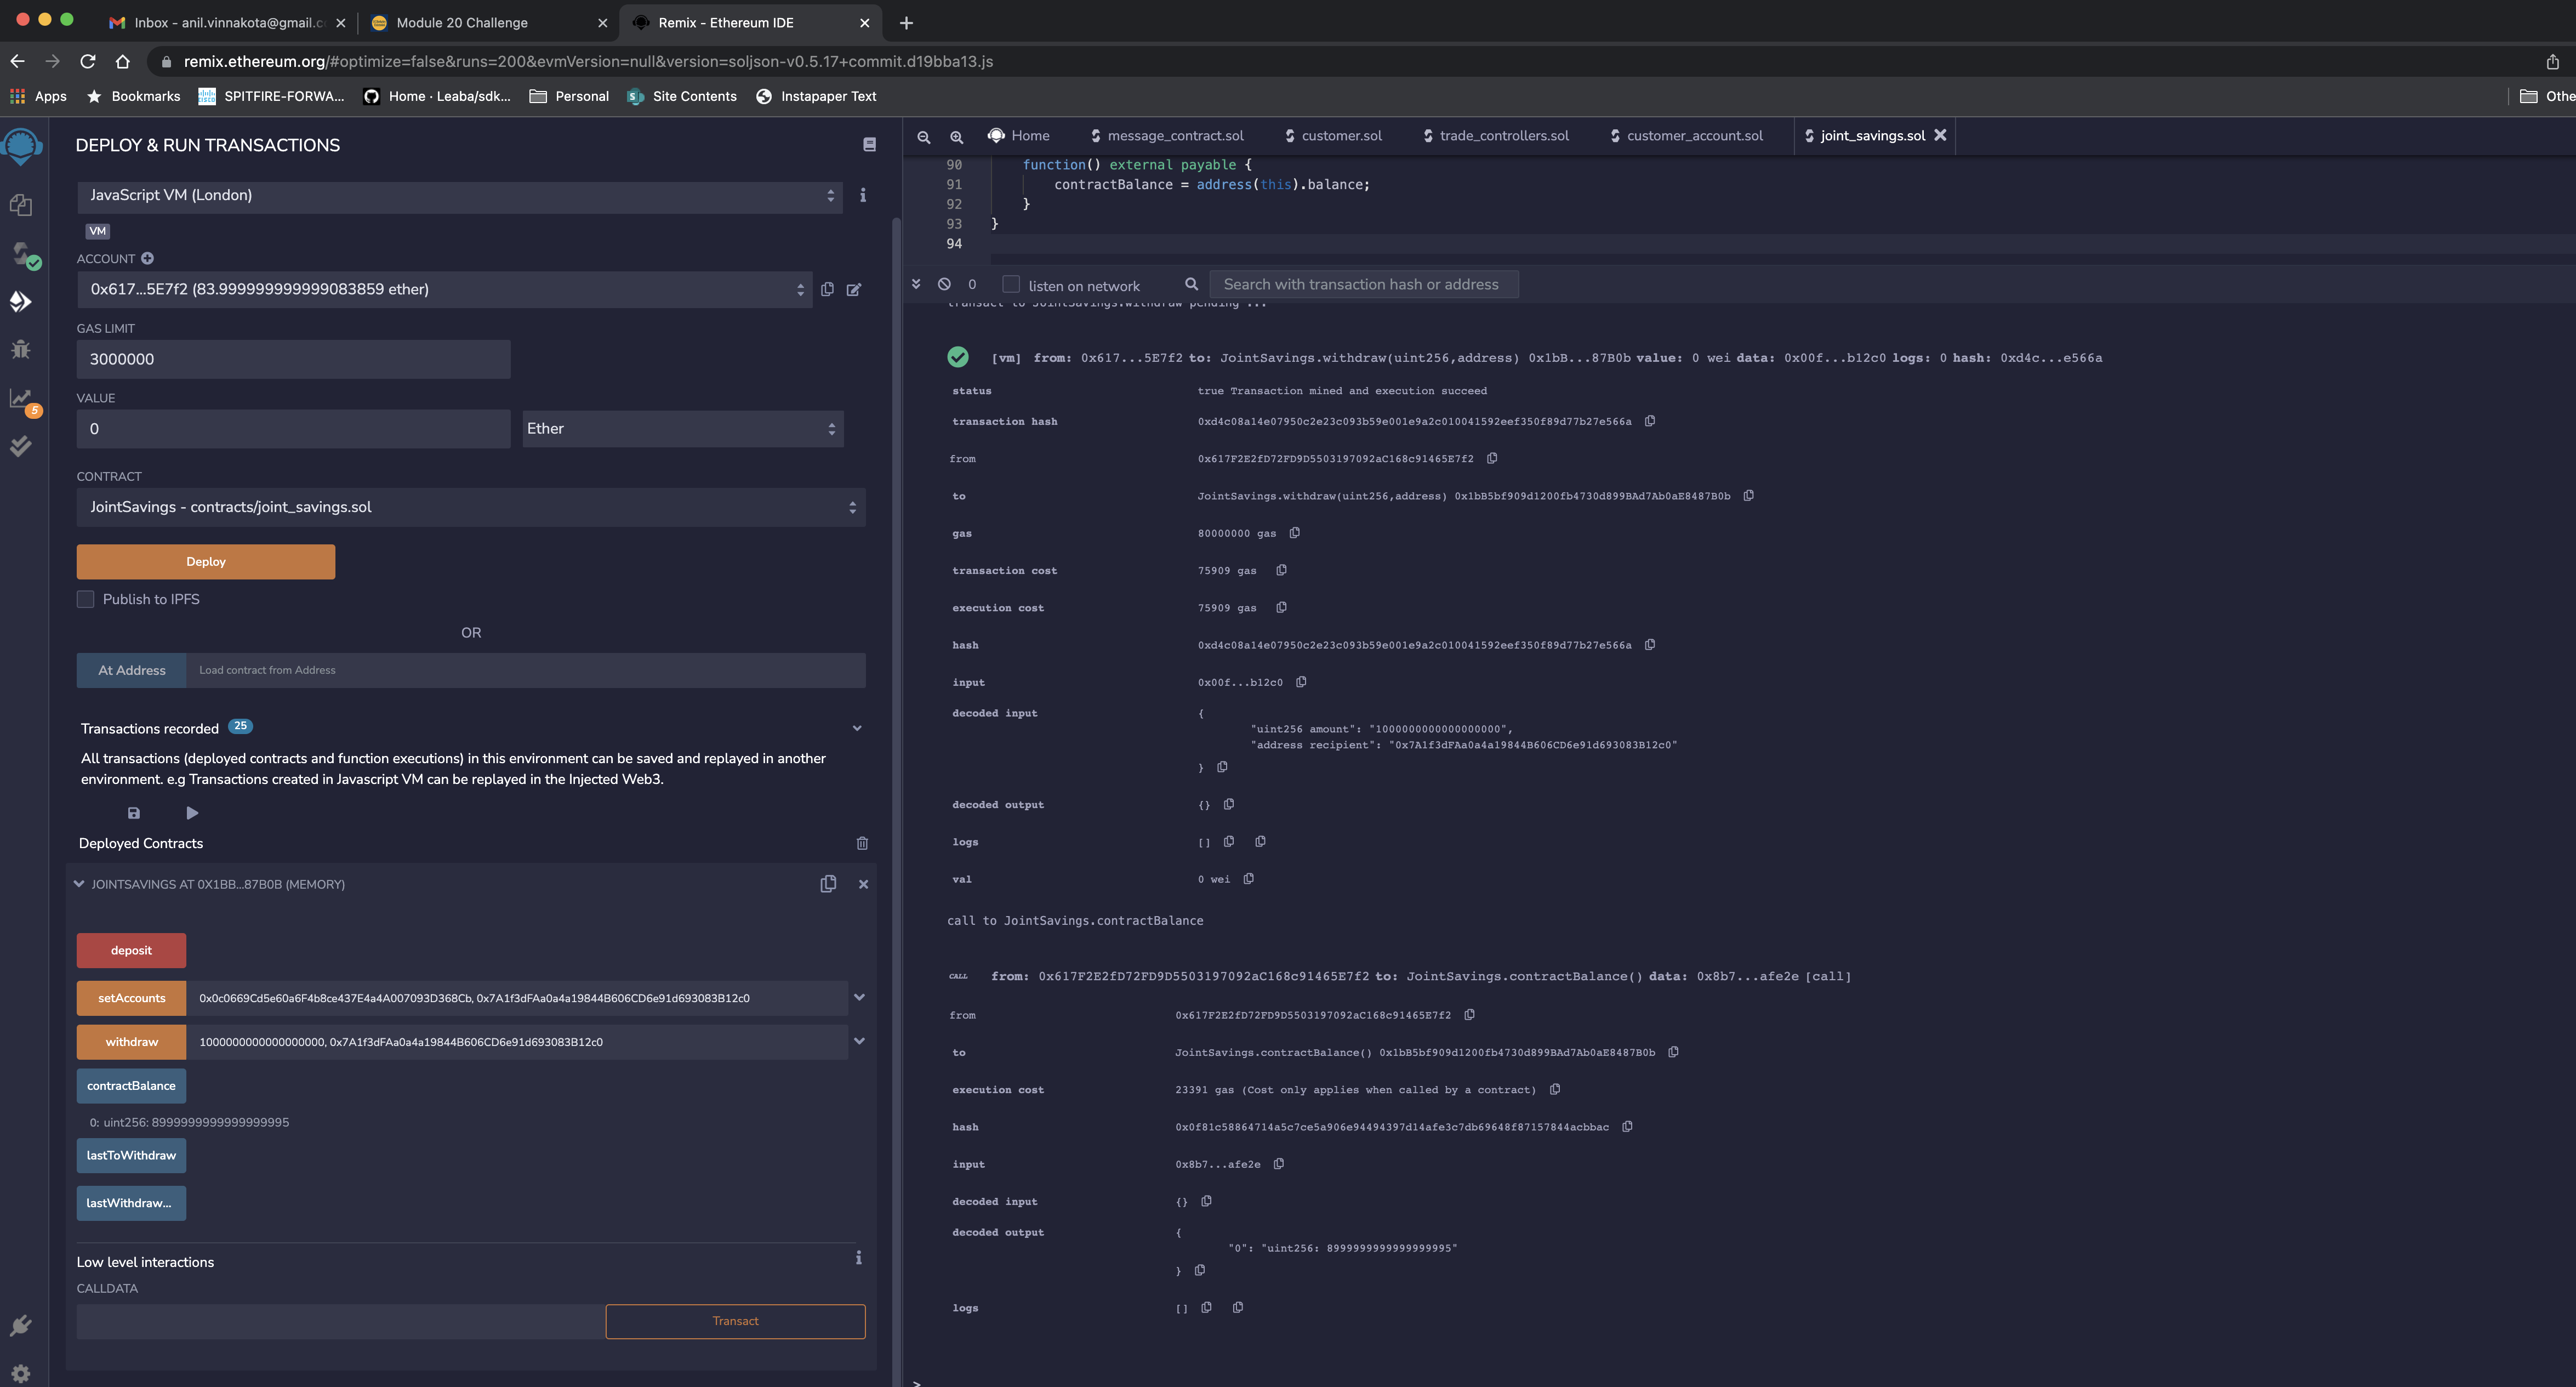 Inbox - anil.vinnakota@gmail.c
Module 20 Challenge
Remix - Ethereum IDE
remix.ethereum.org/#optimize=false&runs=200&evmVersion=null&version=soljson-v0.5.17+commit.d19bba13.js
Apps
Bookmarks
SPITFIRE-FORWA...
Home · Leaba/sdk...
Personal
Site Contents
Instapaper Text
Othe
DEPLOY & RUN TRANSACTIONS
JavaScript VM (London)
VM
ACCOUNT
0x617...5E7f2 (83.999999999999083859 ether)
GAS LIMIT
3000000
VALUE
0
Ether
CONTRACT
JointSavings - contracts/joint_savings.sol
Deploy
Publish to IPFS
OR
At Address
Load contract from Address
Transactions recorded 25
All transactions (deployed contracts and function executions) in this environment can be saved and replayed in another
environment. e.g Transactions created in Javascript VM can be replayed in the Injected Web3.
Deployed Contracts
JOINTSAVINGS AT 0X1BB...87B0B (MEMORY)
deposit
setAccounts
0x0c0669Cd5e60a6F4b8ce437E4a4A007093D368Cb, 0x7A1f3dFAa0a4a19844B606CD6e91d693083B12c0
withdraw
1000000000000000000, 0x7A1f3dFAa0a4a19844B606CD6e91d693083B12c0
contractBalance
0: uint256: 8999999999999999995
lastToWithdraw
lastWithdraw...
Low level interactions
CALLDATA
Transact
5
Home
message_contract.sol
customer.sol
trade_controllers.sol
customer_account.sol
joint_savings.sol
90 function() external payable {
91 contractBalance = address(this).balance;
92 }
93 }
94
0
listen on network
Search with transaction hash or address
transact to JointSavings.withdraw pending ...
[vm] from: 0x617...5E7f2 to: JointSavings.withdraw(uint256,address) 0x1bB...87B0b value: 0 wei data: 0x00f...b12c0 logs: 0 hash: 0xd4c...e566a
status true Transaction mined and execution succeed
transaction hash 0xd4c08a14e07950c2e23c093b59e001e9a2c010041592eef350f89d77b27e566a
from 0x617F2E2fD72FD9D5503197092aC168c91465E7f2
to JointSavings.withdraw(uint256,address) 0x1bB5bf909d1200fb4730d899BAd7Ab0aE8487B0b
gas 80000000 gas
transaction cost 75909 gas
execution cost 75909 gas
hash 0xd4c08a14e07950c2e23c093b59e001e9a2c010041592eef350f89d77b27e566a
input 0x00f...b12c0
decoded input {
"uint256 amount": "1000000000000000000",
"address recipient": "0x7A1f3dFAa0a4a19844B606CD6e91d693083B12c0"
}
decoded output {}
logs []
val 0 wei
call to JointSavings.contractBalance
CALL from: 0x617F2E2fD72FD9D5503197092aC168c91465E7f2 to: JointSavings.contractBalance() data: 0x8b7...afe2e [call]
from 0x617F2E2fD72FD9D5503197092aC168c91465E7f2
to JointSavings.contractBalance() 0x1bB5bf909d1200fb4730d899BAd7Ab0aE8487B0b
execution cost 23391 gas (Cost only applies when called by a contract)
hash 0x0f81c58864714a5c7ce5a906e94494397d14afe3c7db69648f87157844acbbac
input 0x8b7...afe2e
decoded input {}
decoded output {
"0": "uint256: 8999999999999999995"
}
logs []
>